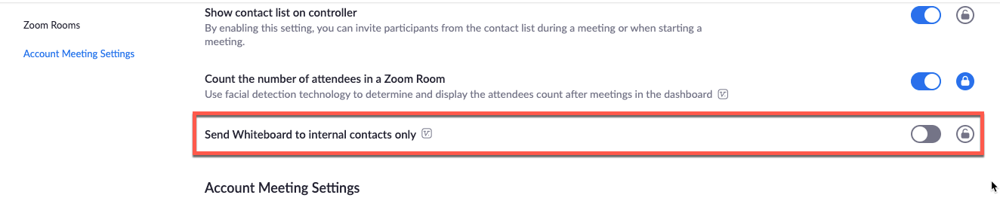 Zoom Rooms
Account Meeting Settings
Show contact list on controller
By enabling this setting, you can invite participants from the contact list during a meeting or when starting a
meeting.
Count the number of attendees in a Zoom Room
Use facial detection technology to determine and display the attendees count after meetings in the dashboard
Send Whiteboard to internal contacts only
Account Meeting Settings